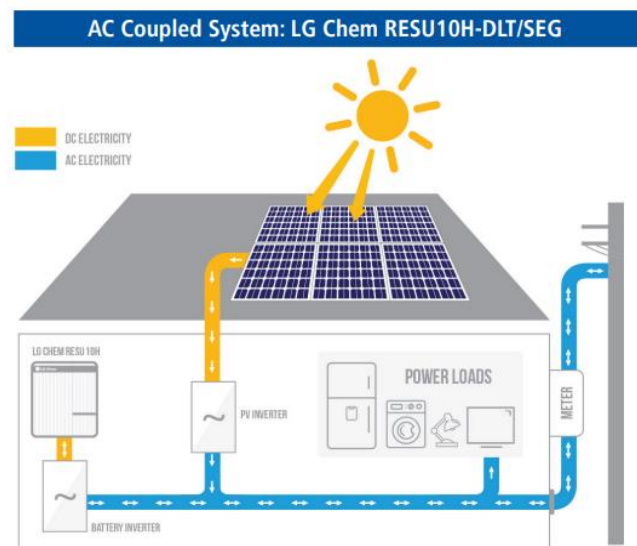 AC Coupled System: LG Chem RESU10H-DLT/SEG
DC ELECTRICITY
AC ELECTRICITY
LG CHEM RESU 10H
PV INVERTER
POWER LOADS
METER
BATTERY INVERTER